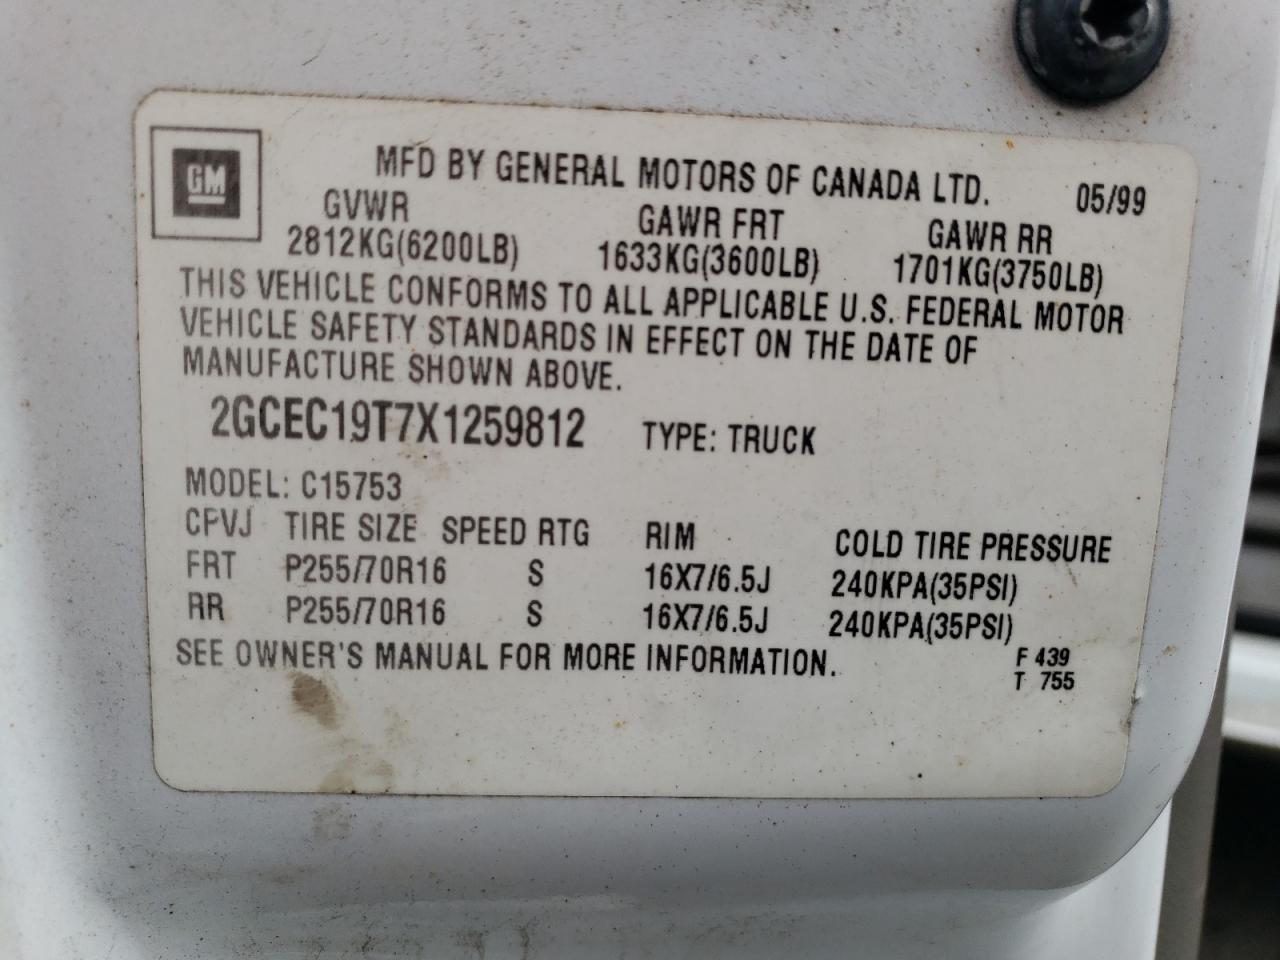 GM
MFD BY GENERAL MOTORS OF CANADA LTD. 05/99
GVWR GAWR FRT GAWR RR
2812KG(6200LB) 1633KG(3600LB) 1701KG(3750LB)
THIS VEHICLE CONFORMS TO ALL APPLICABLE U.S. FEDERAL MOTOR
VEHICLE SAFETY STANDARDS IN EFFECT ON THE DATE OF
MANUFACTURE SHOWN ABOVE.
2GCEC19T7X1259812 TYPE: TRUCK
MODEL: C15753
CPVJ TIRE SIZE SPEED RTG RIM COLD TIRE PRESSURE
FRT P255/70R16 S 16X7/6.5J 240KPA(35PSI)
RR P255/70R16 S 16X7/6.5J 240KPA(35PSI)
SEE OWNER'S MANUAL FOR MORE INFORMATION. F 439
T 755